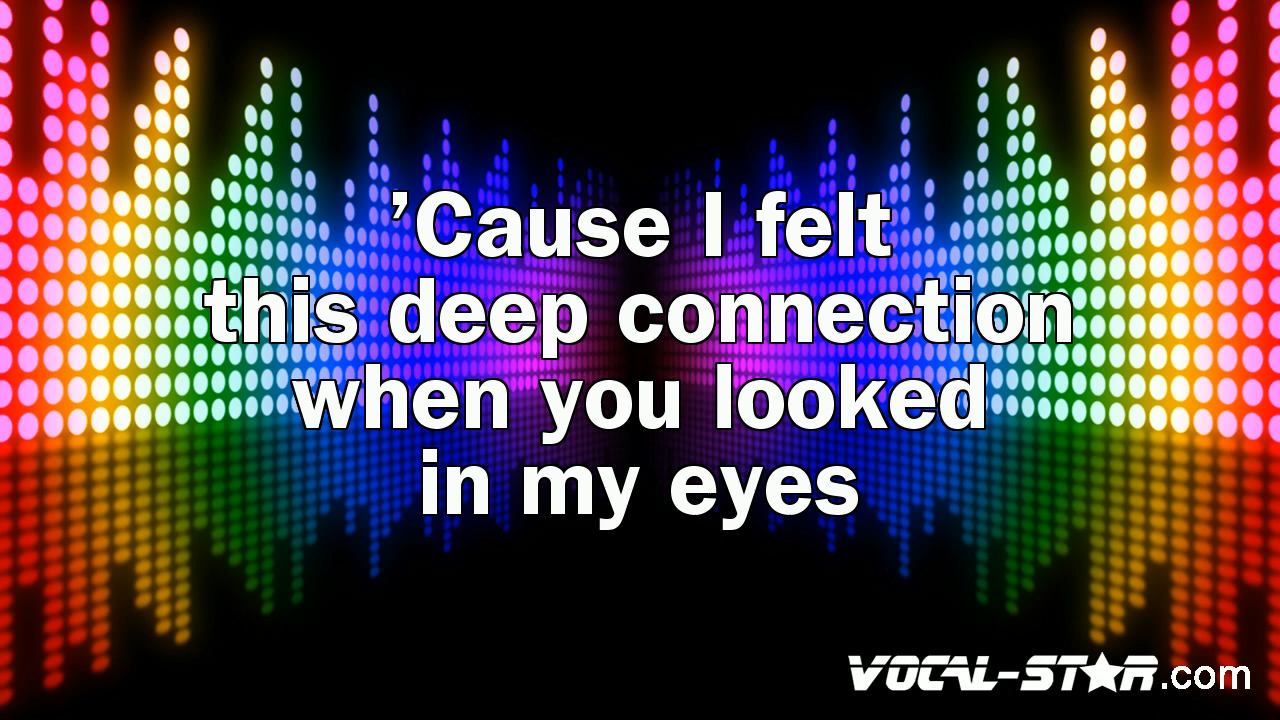 ’Cause I felt
this deep connection
when you looked
in my eyes
VOCAL-STAR.com